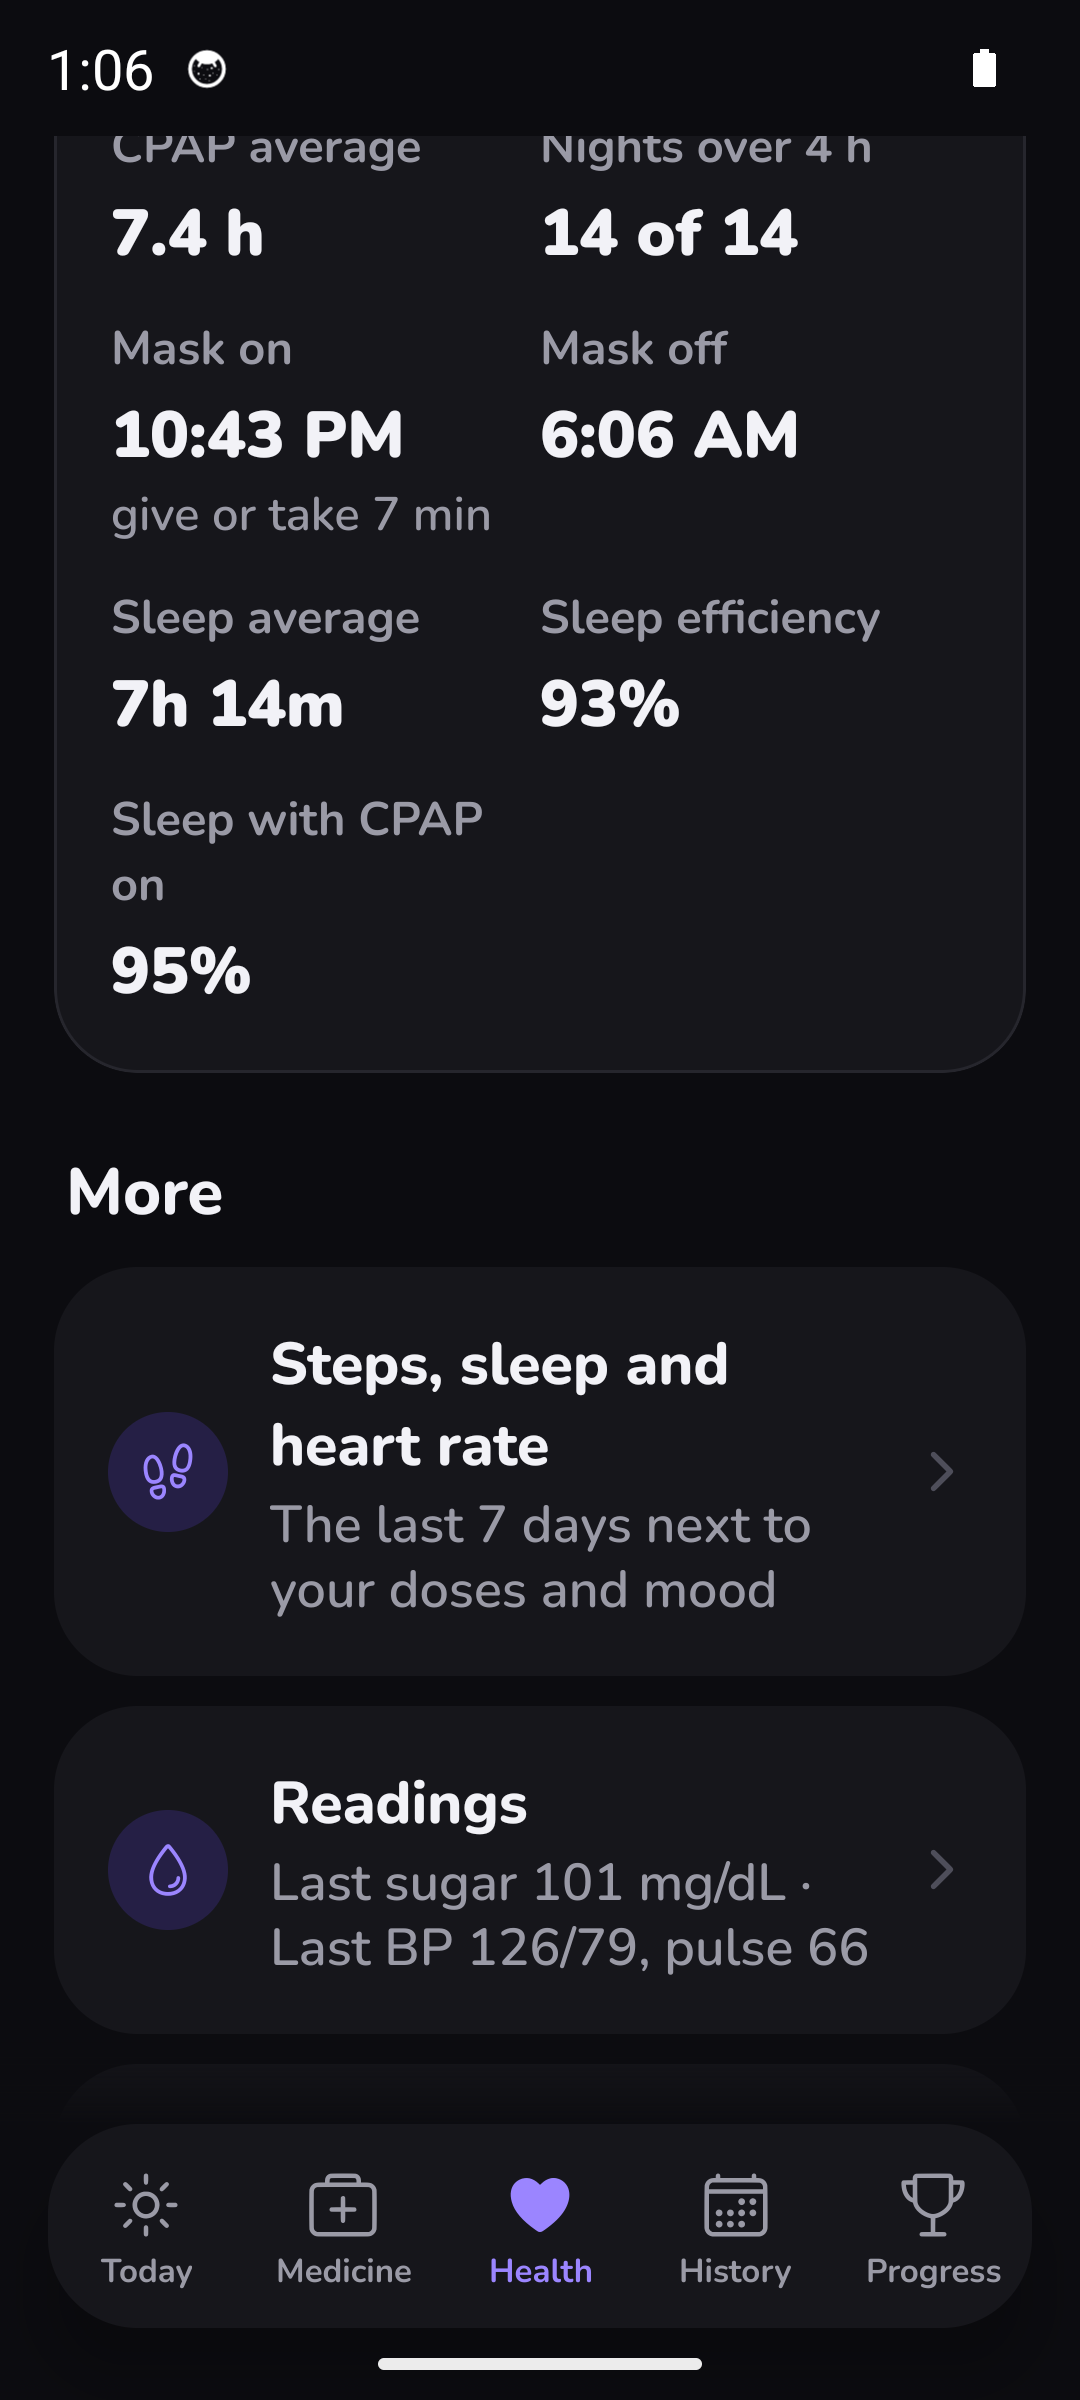 1:06
CPAP average
Nights over 4 h
7.4 h
14 of 14
Mask on
Mask off
10:43 PM
6:06 AM
give or take 7 min
Sleep average
Sleep efficiency
7h 14m
93%
Sleep with CPAP
on
95%
More
Steps, sleep and
heart rate
The last 7 days next to
your doses and mood
Readings
Last sugar 101 mg/dL ·
Last BP 126/79, pulse 66
Today
Medicine
Health
History
Progress